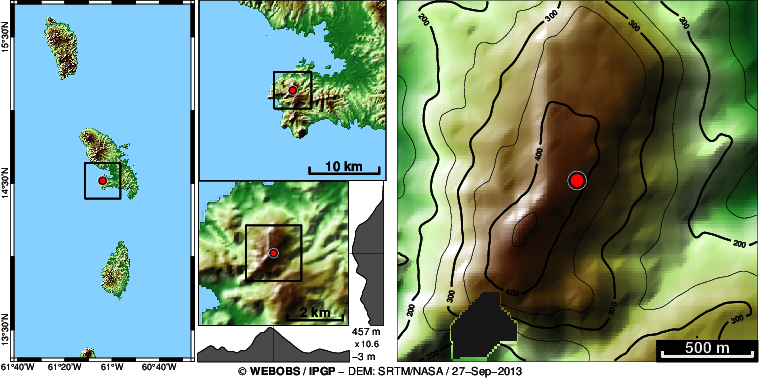 15°30'N
14°30'N
13°30'N
61°40'W 61°20'W 61°W 60°40'W
10 km
2 km
457 m
x 10.6
−3 m
200
300
300
400
200
400
300
200
200
300
200
500 m
© WEBOBS / IPGP − DEM: SRTM/NASA / 27−Sep−2013